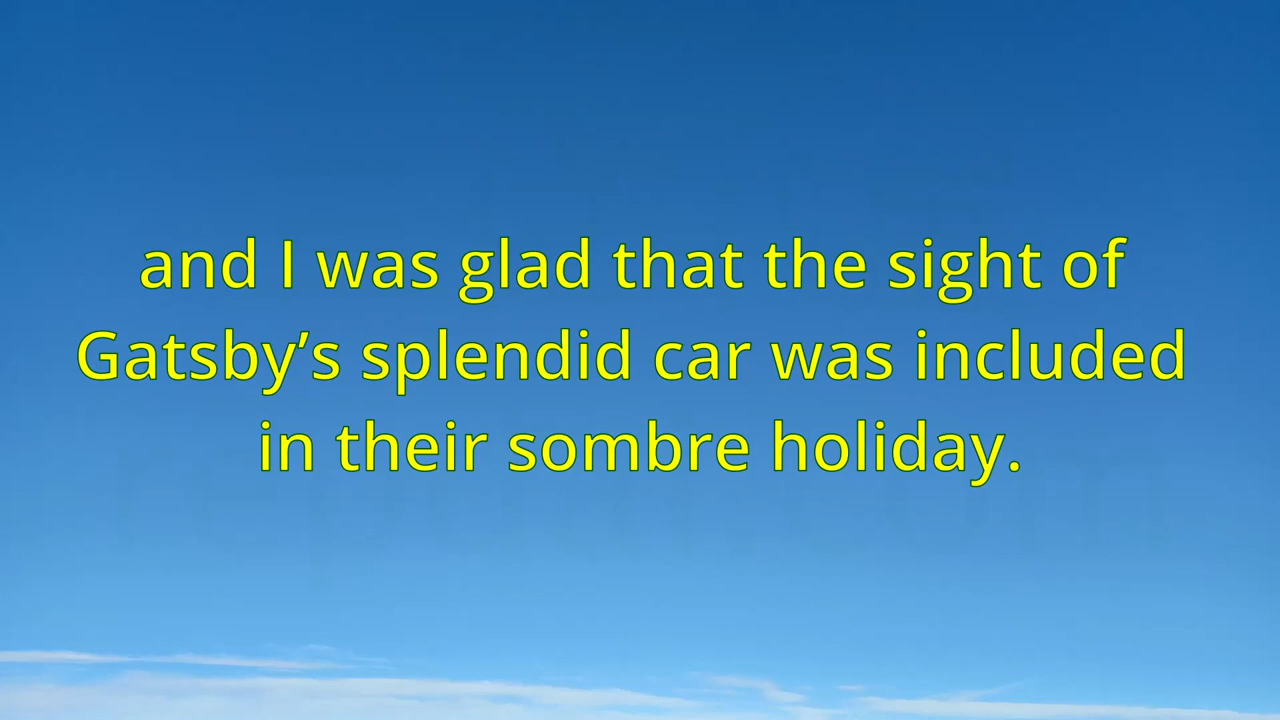 and I was glad that the sight of
Gatsby’s splendid car was included
in their sombre holiday.